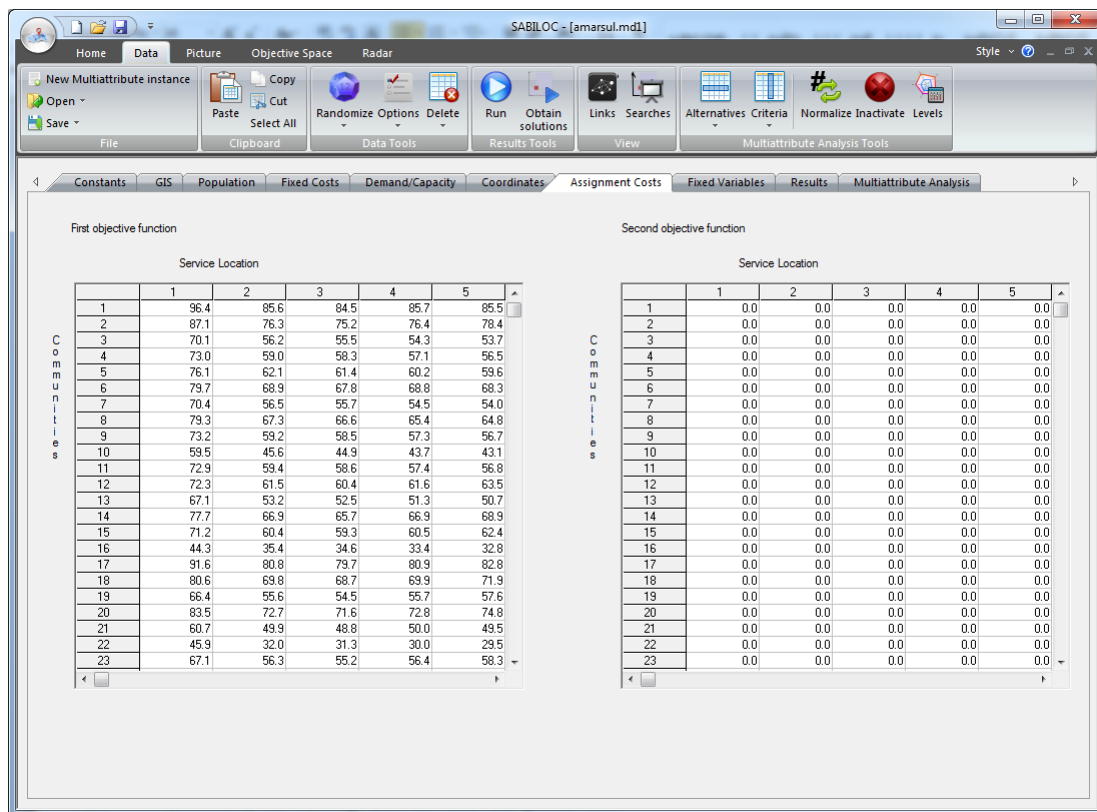 SABILOC - [amarsul.md1]
Home Data Picture Objective Space Radar Style
New Multiattribute instance
Open
Save
File
Paste
Copy
Cut
Select All
Clipboard
Randomize Options Delete
Data Tools
Run Obtain solutions
Results Tools
Links Searches
View
Alternatives Criteria Normalize Inactivate Levels
Multiattribute Analysis Tools
Constants GIS Population Fixed Costs Demand/Capacity Coordinates Assignment Costs Fixed Variables Results Multiattribute Analysis
First objective function
Service Location
Communities
1 2 3 4 5
1 96.4 85.6 84.5 85.7 85.5
2 87.1 76.3 75.2 76.4 78.4
3 70.1 56.2 55.5 54.3 53.7
4 73.0 59.0 58.3 57.1 56.5
5 76.1 62.1 61.4 60.2 59.6
6 79.7 68.9 67.8 68.8 68.3
7 70.4 56.5 55.7 54.5 54.0
8 79.3 67.3 66.6 65.4 64.8
9 73.2 59.2 58.5 57.3 56.7
10 59.5 45.6 44.9 43.7 43.1
11 72.9 59.4 58.6 57.4 56.8
12 72.3 61.5 60.4 61.6 63.5
13 67.1 53.2 52.5 51.3 50.7
14 77.7 66.9 65.7 66.9 68.9
15 71.2 60.4 59.3 60.5 62.4
16 44.3 35.4 34.6 33.4 32.8
17 91.6 80.8 79.7 80.9 82.8
18 80.6 69.8 68.7 69.9 71.9
19 66.4 55.6 54.5 55.7 57.6
20 83.5 72.7 71.6 72.8 74.8
21 60.7 49.9 48.8 50.0 49.5
22 45.9 32.0 31.3 30.0 29.5
23 67.1 56.3 55.2 56.4 58.3
Second objective function
Service Location
Communities
1 2 3 4 5
1 0.0 0.0 0.0 0.0 0.0
2 0.0 0.0 0.0 0.0 0.0
3 0.0 0.0 0.0 0.0 0.0
4 0.0 0.0 0.0 0.0 0.0
5 0.0 0.0 0.0 0.0 0.0
6 0.0 0.0 0.0 0.0 0.0
7 0.0 0.0 0.0 0.0 0.0
8 0.0 0.0 0.0 0.0 0.0
9 0.0 0.0 0.0 0.0 0.0
10 0.0 0.0 0.0 0.0 0.0
11 0.0 0.0 0.0 0.0 0.0
12 0.0 0.0 0.0 0.0 0.0
13 0.0 0.0 0.0 0.0 0.0
14 0.0 0.0 0.0 0.0 0.0
15 0.0 0.0 0.0 0.0 0.0
16 0.0 0.0 0.0 0.0 0.0
17 0.0 0.0 0.0 0.0 0.0
18 0.0 0.0 0.0 0.0 0.0
19 0.0 0.0 0.0 0.0 0.0
20 0.0 0.0 0.0 0.0 0.0
21 0.0 0.0 0.0 0.0 0.0
22 0.0 0.0 0.0 0.0 0.0
23 0.0 0.0 0.0 0.0 0.0